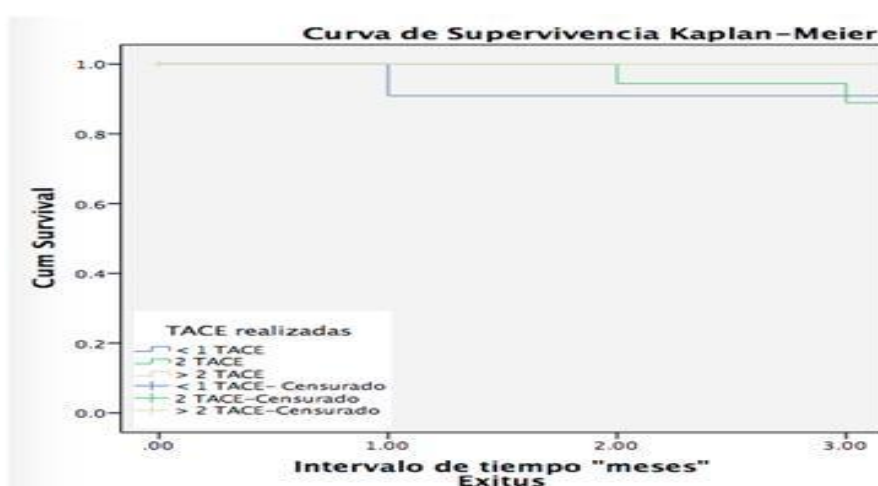 Curva de Supervivencia Kaplan-Meier
1.0
0.8
0.6
0.4
0.2
0.0
Cum Survival
TACE realizadas
< 1 TACE
2 TACE
> 2 TACE
< 1 TACE- Censurado
2 TACE-Censurado
> 2 TACE-Censurado
.00 1.00 2.00 3.00
Intervalo de tiempo "meses"
Exitus